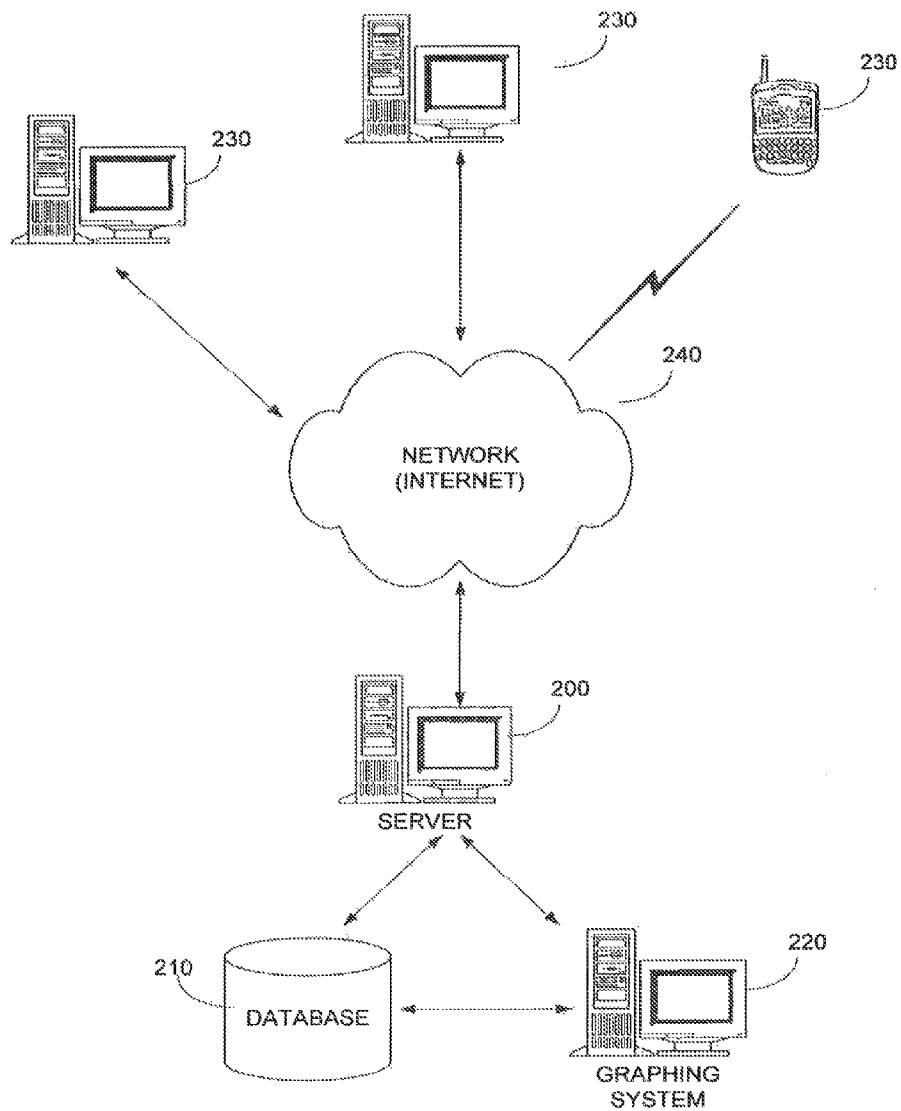 230
230
230
240
NETWORK
(INTERNET)
200
SERVER
210
DATABASE
220
GRAPHING
SYSTEM